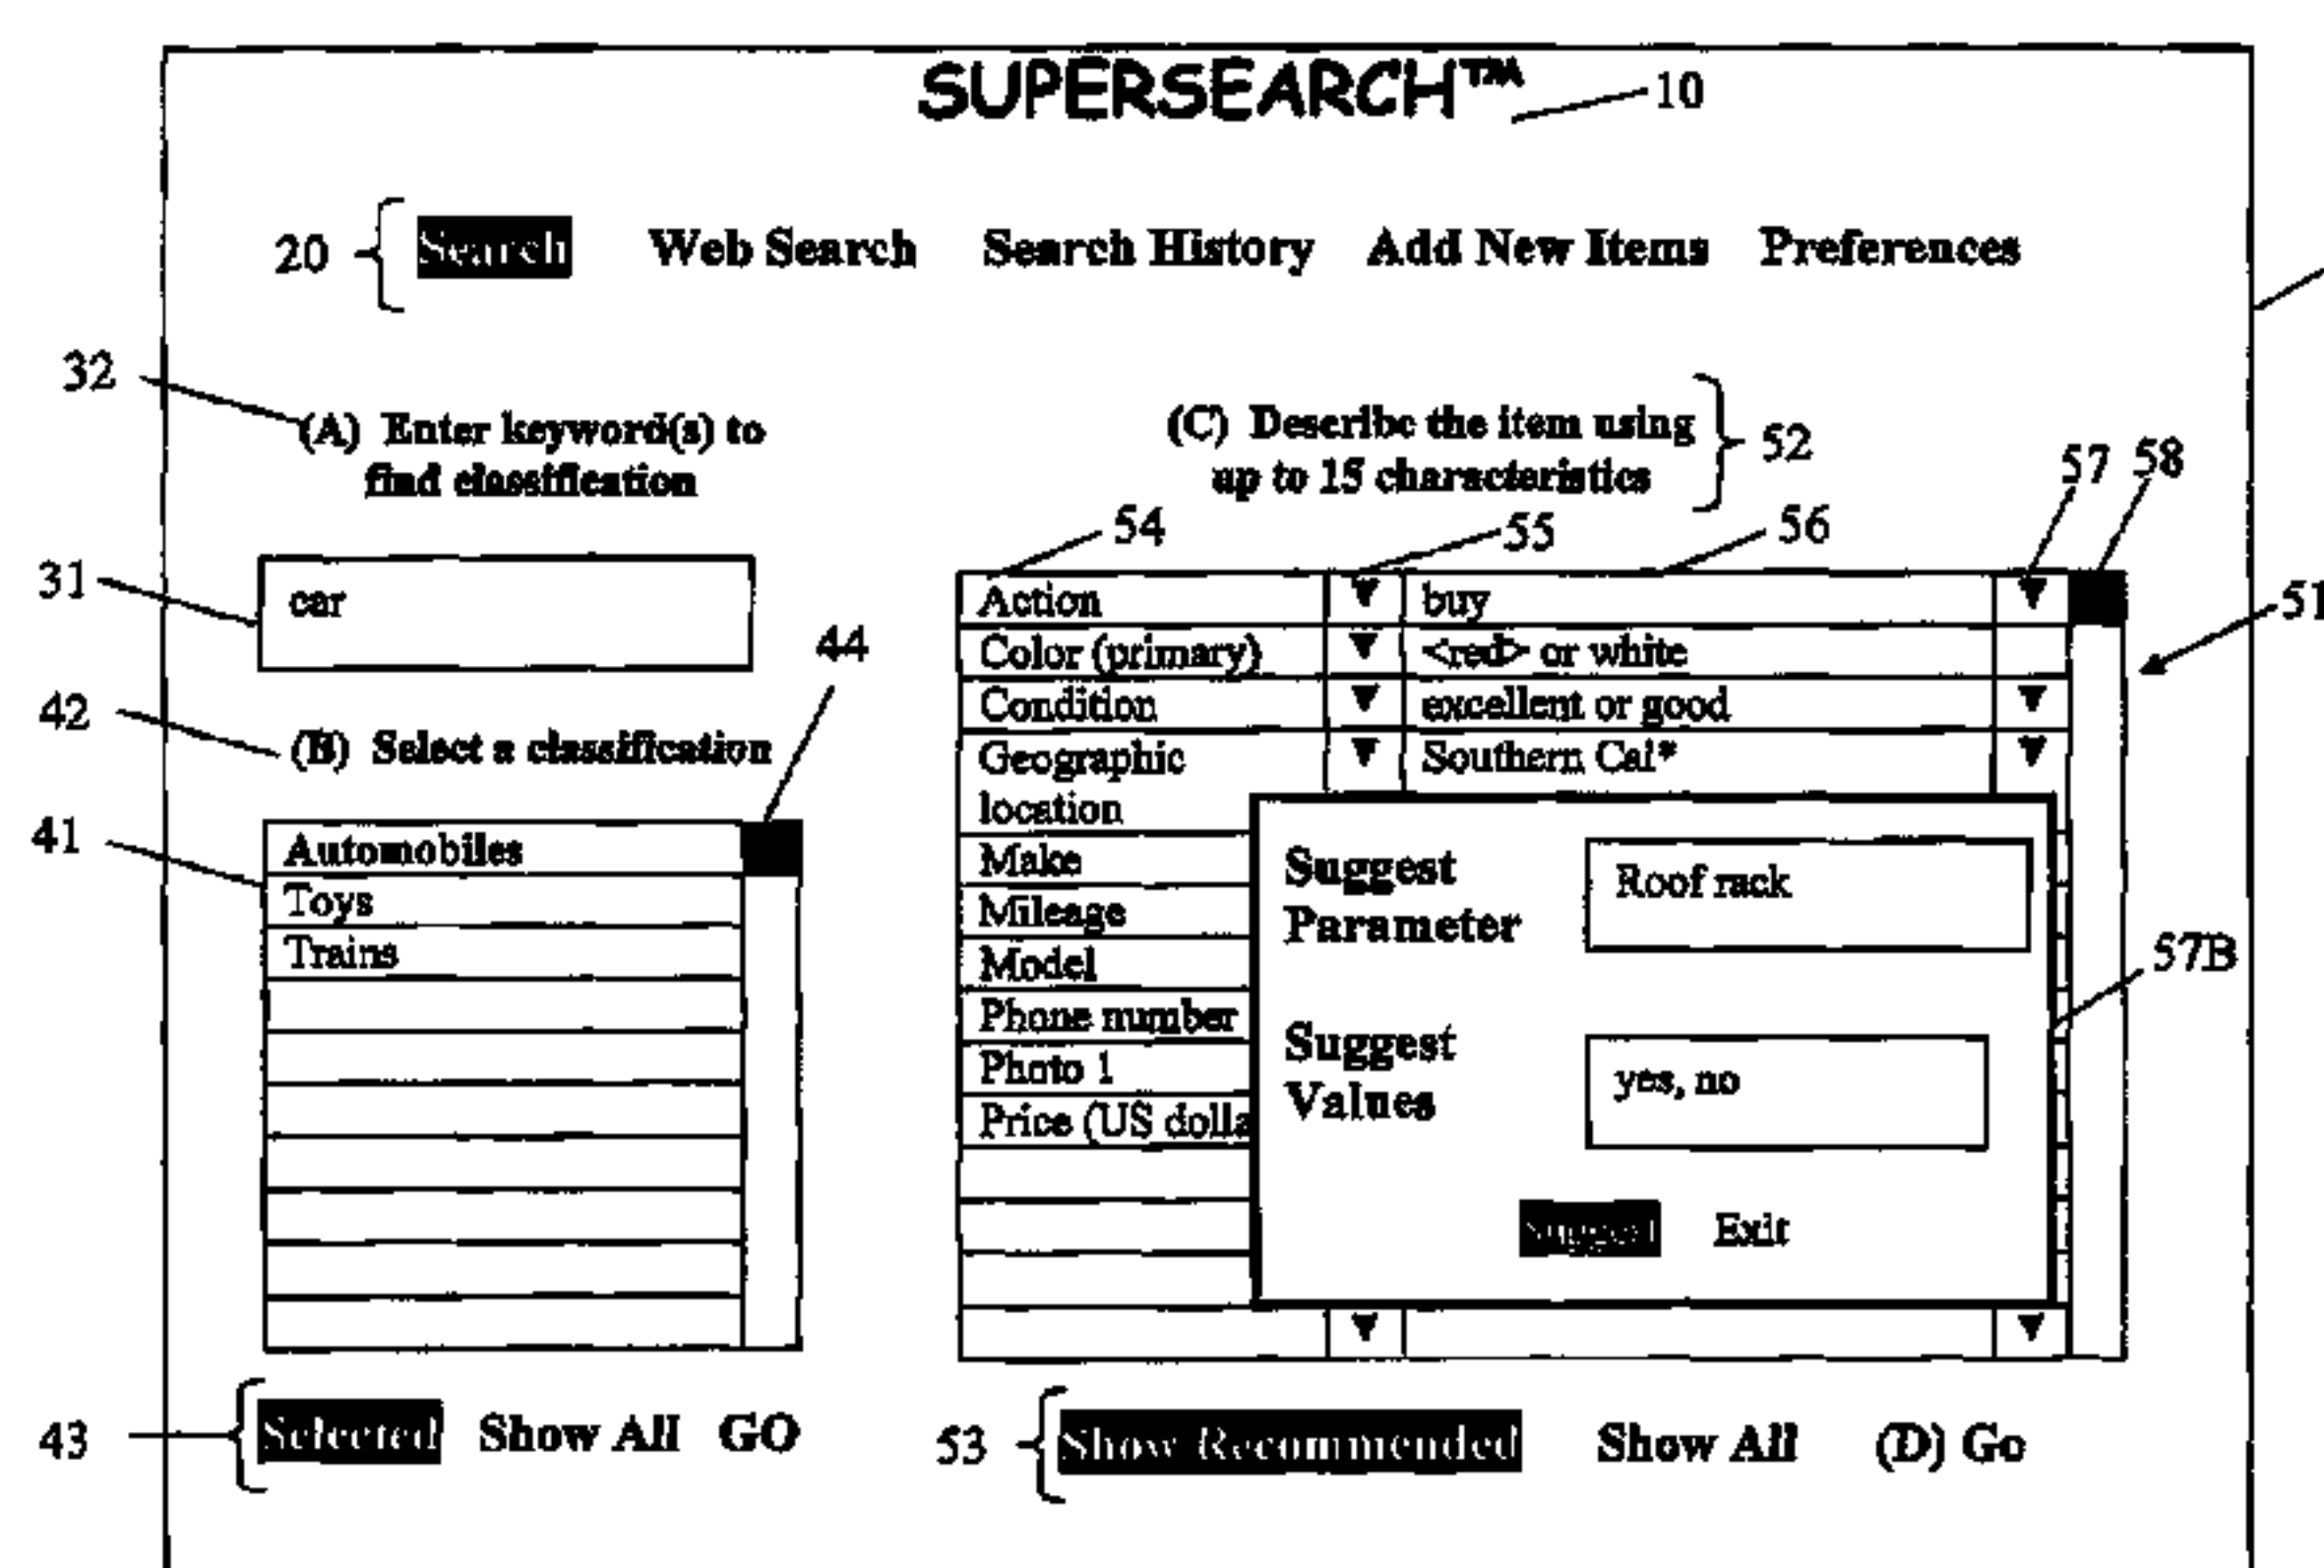 SUPERSEARCH™ 10
20 Search Web Search Search History Add New Items Preferences
32
(A) Enter keyword(s) to
find classification
31
car
42
(B) Select a classification
44
41
Automobiles
Toys
Trains
43 Selected Show All GO
(C) Describe the item using
up to 15 characteristics
52
57 58
54 55 56
51
Action buy
Color (primary) <red> or white
Condition excellent or good
Geographic Southern Cal*
location
Make
Mileage
Model
Phone number
Photo 1
Price (US dolla
Suggest
Parameter
Roof rack
57B
Suggest
Values
yes, no
Suggest Exit
53 Show Recommended Show All (D) Go